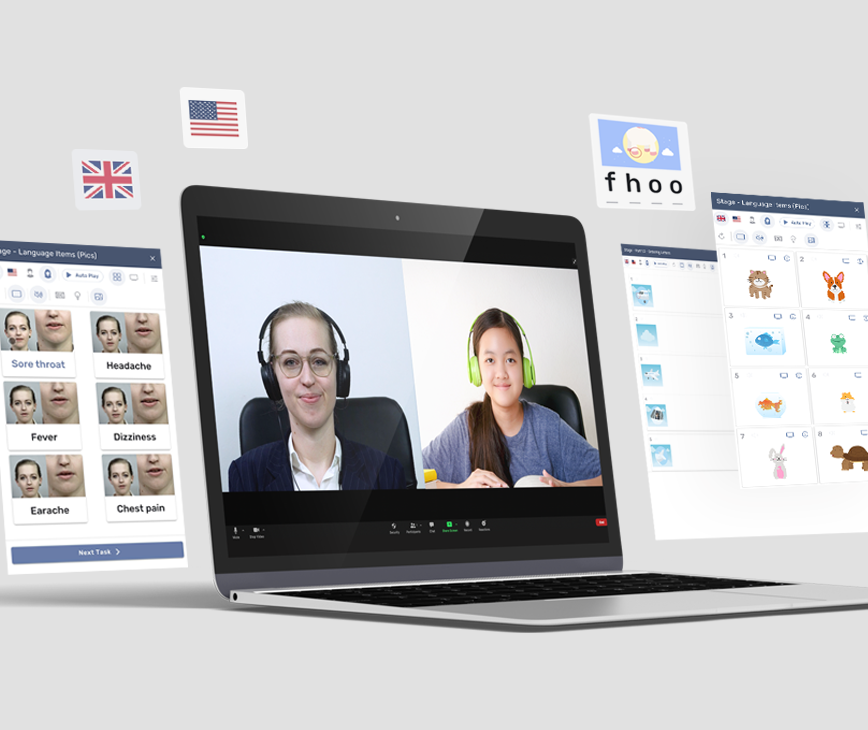 fhoo
Stage - Language Items (Pics)
ge - Language Items (Pics)
Auto Play
Auto Play
1
2
Sore throat
Headache
3
4
Fever
Dizziness
5
6
Earache
Chest pain
7
8
Next Task